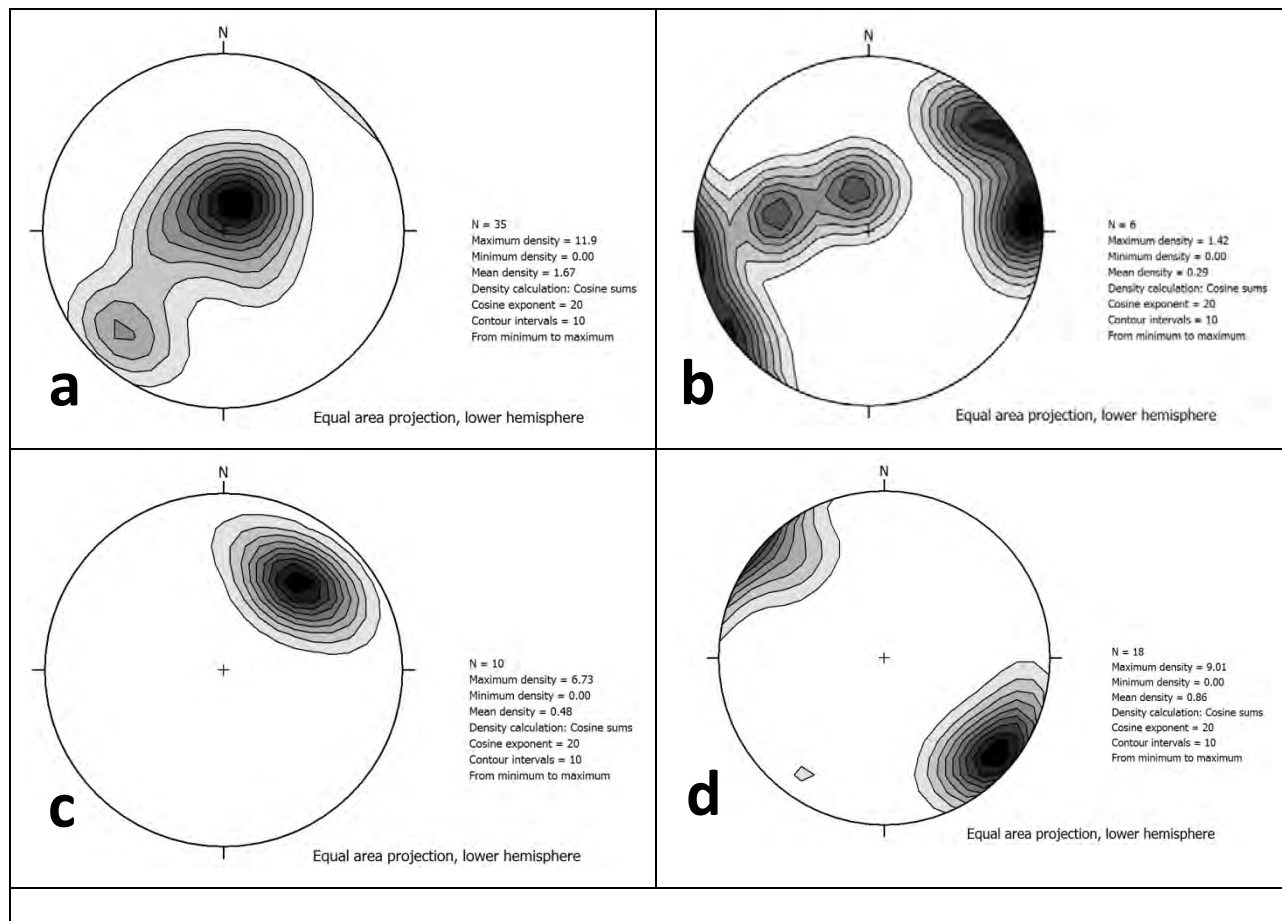 N
N = 35
Maximum density = 11.9
Minimum density = 0.00
Mean density = 1.67
Density calculation: Cosine sums
Cosine exponent = 20
Contour intervals = 10
From minimum to maximum
a
Equal area projection, lower hemisphere
N
N = 6
Maximum density = 1.42
Minimum density = 0.00
Mean density = 0.29
Density calculation: Cosine sums
Cosine exponent = 20
Contour intervals = 10
From minimum to maximum
b
Equal area projection, lower hemisphere
N
N = 10
Maximum density = 6.73
Minimum density = 0.00
Mean density = 0.48
Density calculation: Cosine sums
Cosine exponent = 20
Contour intervals = 10
From minimum to maximum
c
Equal area projection, lower hemisphere
N
N = 18
Maximum density = 9.01
Minimum density = 0.00
Mean density = 0.86
Density calculation: Cosine sums
Cosine exponent = 20
Contour intervals = 10
From minimum to maximum
d
Equal area projection, lower hemisphere